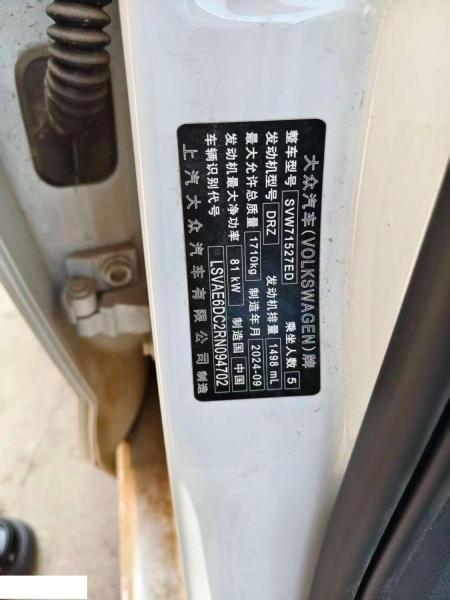 大众汽车(VOLKSWAGEN)牌
整车型号 SVW71527ED 乘坐人数 5
发动机型号 DRZ 发动机排量 1498 mL
最大允许总质量 1710kg 制造年月 2024-09
发动机最大净功率 81 kW 制造国 中国
车辆识别代号 LSVAE6DC2RN094702
上汽大众汽车有限公司 制造